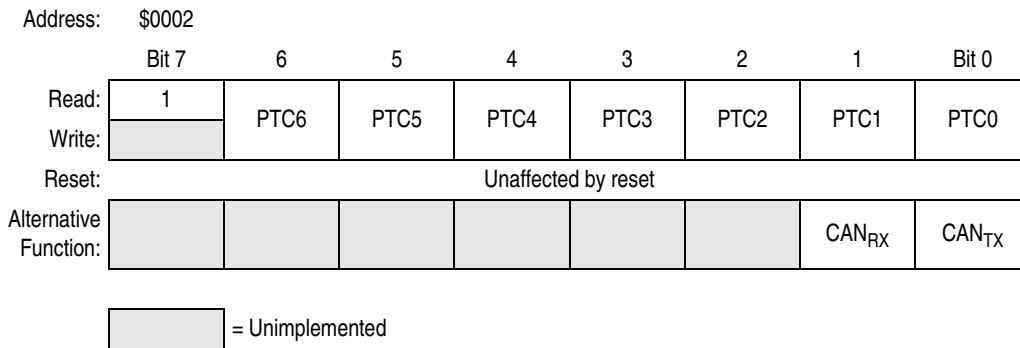 Address: $0002
Bit 7 6 5 4 3 2 1 Bit 0
Read: 1 PTC6 PTC5 PTC4 PTC3 PTC2 PTC1 PTC0
Write:
Reset: Unaffected by reset
Alternative
Function: CANRX CANTX
= Unimplemented